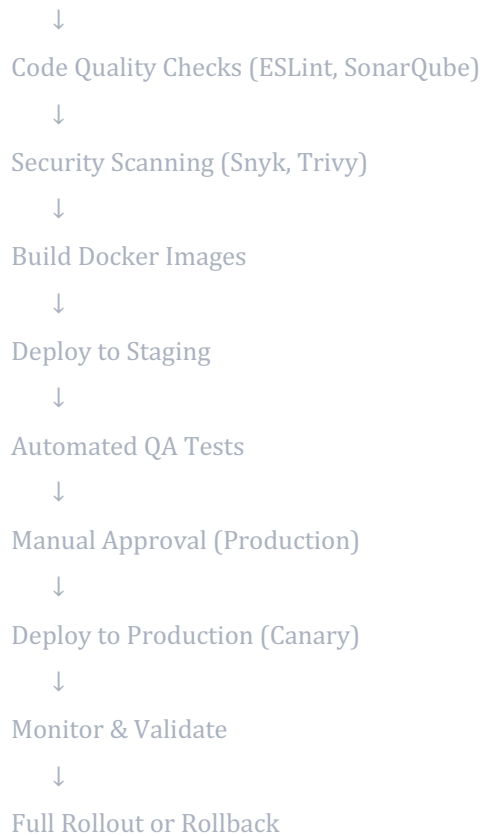 ↓
Code Quality Checks (ESLint, SonarQube)
↓
Security Scanning (Snyk, Trivy)
↓
Build Docker Images
↓
Deploy to Staging
↓
Automated QA Tests
↓
Manual Approval (Production)
↓
Deploy to Production (Canary)
↓
Monitor & Validate
↓
Full Rollout or Rollback